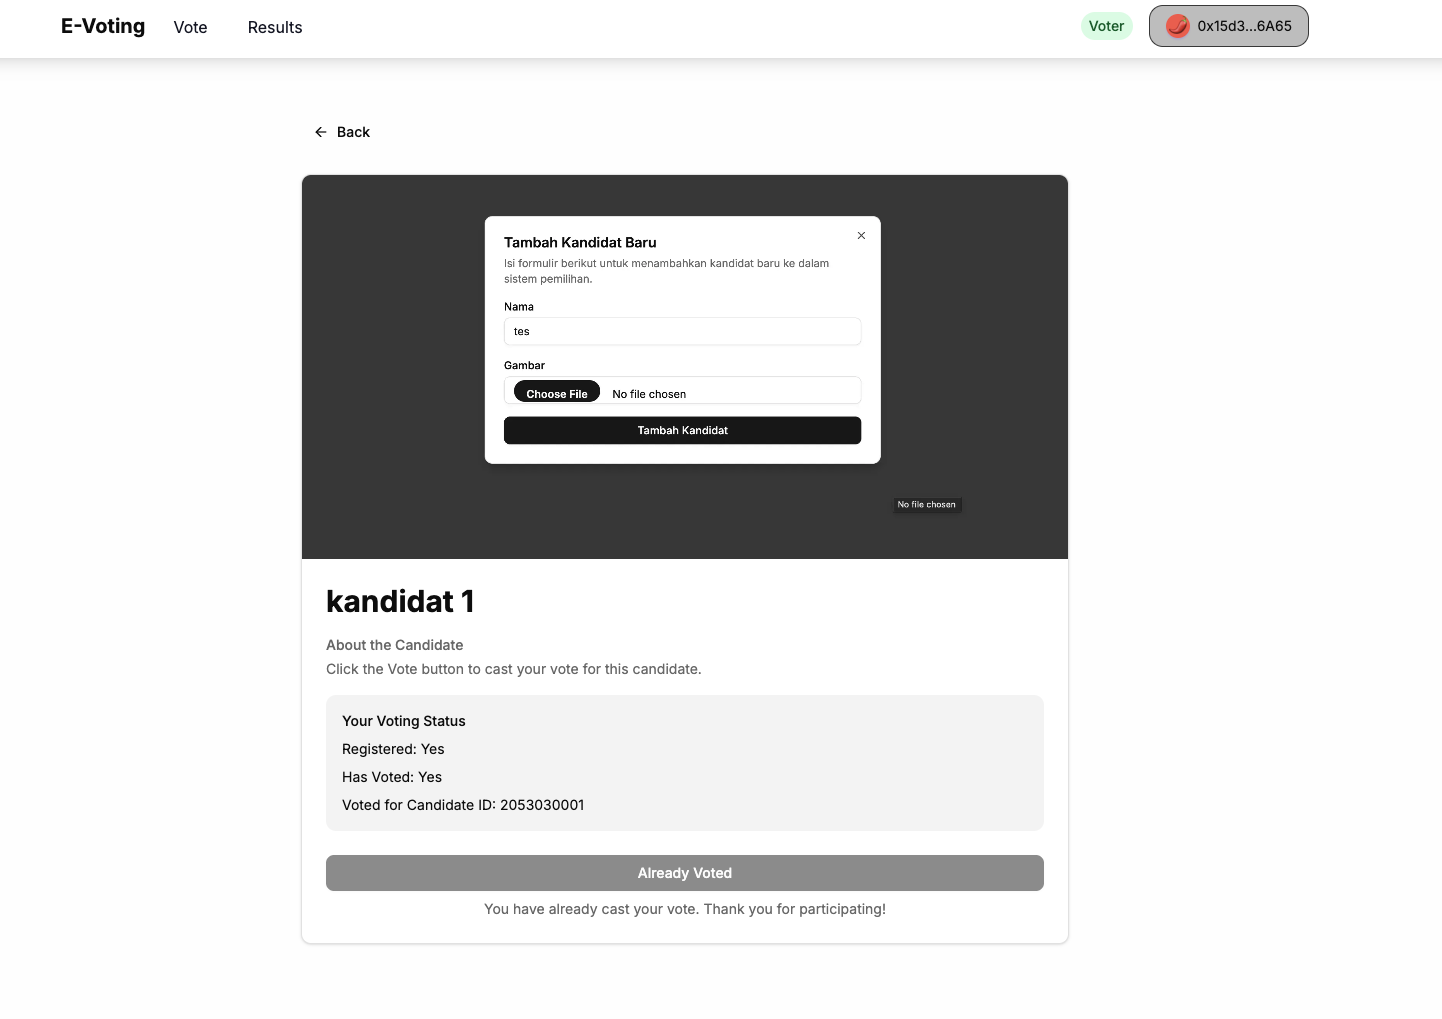 E-Voting
Vote
Results
Voter
0x15d3...6A65
Back
Tambah Kandidat Baru
Isi formulir berikut untuk menambahkan kandidat baru ke dalam
sistem pemilihan.
Nama
tes
Gambar
Choose File No file chosen
Tambah Kandidat
No file chosen
kandidat 1
About the Candidate
Click the Vote button to cast your vote for this candidate.
Your Voting Status
Registered: Yes
Has Voted: Yes
Voted for Candidate ID: 2053030001
Already Voted
You have already cast your vote. Thank you for participating!